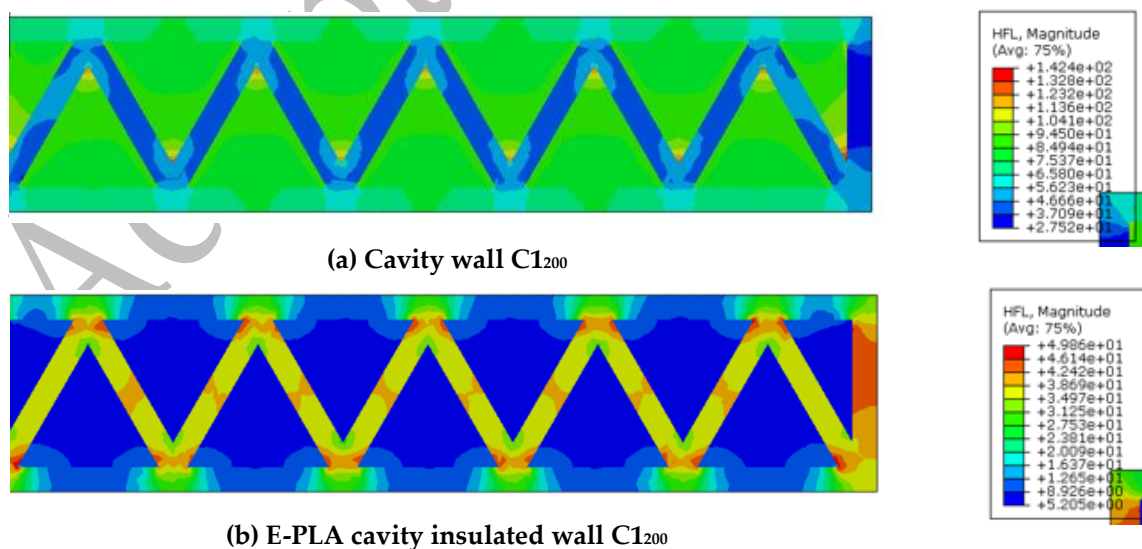 HFL, Magnitude
(Avg: 75%)
+1.424e+02
+1.328e+02
+1.232e+02
+1.136e+02
+1.041e+02
+9.450e+01
+8.494e+01
+7.537e+01
+6.580e+01
+5.623e+01
+4.666e+01
+3.709e+01
+2.752e+01
(a) Cavity wall C1₂₀₀
HFL, Magnitude
(Avg: 75%)
+4.986e+01
+4.614e+01
+4.242e+01
+3.869e+01
+3.497e+01
+3.125e+01
+2.753e+01
+2.381e+01
+2.009e+01
+1.637e+01
+1.265e+01
+8.926e+00
+5.205e+00
(b) E-PLA cavity insulated wall C1₂₀₀